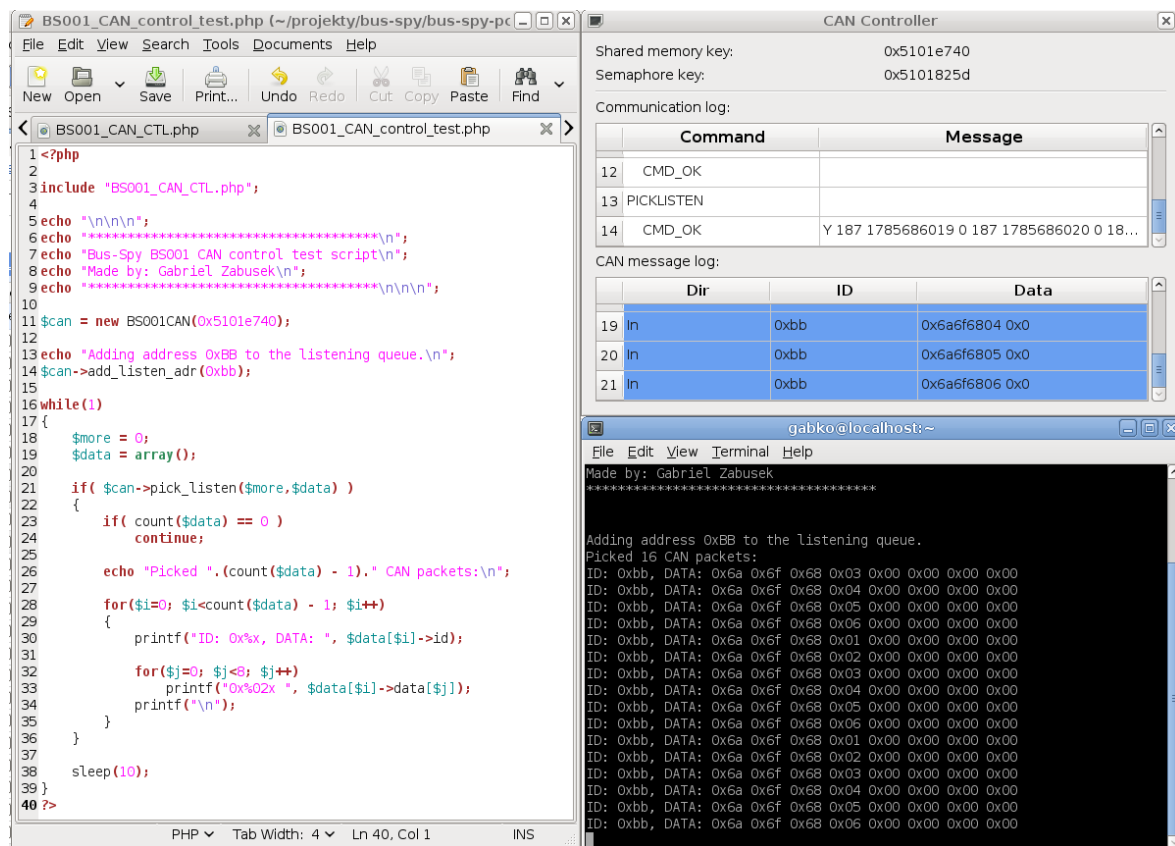 BS001_CAN_control_test.php (~/projekty/bus-spy/bus-spy-po
File Edit View Search Tools Documents Help
New Open Save Print... Undo Redo Cut Copy Paste Find
BS001_CAN_CTL.php BS001_CAN_control_test.php
1 <?php
2
3 include "BS001_CAN_CTL.php";
4
5 echo "\n\n\n";
6 echo "*************************************\n";
7 echo "Bus-Spy BS001 CAN control test script\n";
8 echo "Made by: Gabriel Zabusek\n";
9 echo "*************************************\n\n\n";
10
11 $can = new BS001CAN(0x5101e740);
12
13 echo "Adding address 0xBB to the listening queue.\n";
14 $can->add_listen_adr(0xbb);
15
16 while(1)
17 {
18 $more = 0;
19 $data = array();
20
21 if( $can->pick_listen($more,$data) )
22 {
23 if( count($data) == 0 )
24 continue;
25
26 echo "Picked ".(count($data) - 1)." CAN packets:\n";
27
28 for($i=0; $i<count($data) - 1; $i++)
29 {
30 printf("ID: 0x%x, DATA: ", $data[$i]->id);
31
32 for($j=0; $j<8; $j++)
33 printf("0x%02x ", $data[$i]->data[$j]);
34 printf("\n");
35 }
36 }
37
38 sleep(10);
39 }
40 ?>
PHP Tab Width: 4 Ln 40, Col 1 INS
CAN Controller
Shared memory key: 0x5101e740
Semaphore key: 0x5101825d
Communication log:
Command Message
12 CMD_OK
13 PICKLISTEN
14 CMD_OK Y 187 1785686019 0 187 1785686020 0 18...
CAN message log:
Dir ID Data
19 In 0xbb 0x6a6f6804 0x0
20 In 0xbb 0x6a6f6805 0x0
21 In 0xbb 0x6a6f6806 0x0
gabko@localhost:~
File Edit View Terminal Help
Made by: Gabriel Zabusek
*************************************
Adding address 0xBB to the listening queue.
Picked 16 CAN packets:
ID: 0xbb, DATA: 0x6a 0x6f 0x68 0x03 0x00 0x00 0x00 0x00
ID: 0xbb, DATA: 0x6a 0x6f 0x68 0x04 0x00 0x00 0x00 0x00
ID: 0xbb, DATA: 0x6a 0x6f 0x68 0x05 0x00 0x00 0x00 0x00
ID: 0xbb, DATA: 0x6a 0x6f 0x68 0x06 0x00 0x00 0x00 0x00
ID: 0xbb, DATA: 0x6a 0x6f 0x68 0x01 0x00 0x00 0x00 0x00
ID: 0xbb, DATA: 0x6a 0x6f 0x68 0x02 0x00 0x00 0x00 0x00
ID: 0xbb, DATA: 0x6a 0x6f 0x68 0x03 0x00 0x00 0x00 0x00
ID: 0xbb, DATA: 0x6a 0x6f 0x68 0x04 0x00 0x00 0x00 0x00
ID: 0xbb, DATA: 0x6a 0x6f 0x68 0x05 0x00 0x00 0x00 0x00
ID: 0xbb, DATA: 0x6a 0x6f 0x68 0x06 0x00 0x00 0x00 0x00
ID: 0xbb, DATA: 0x6a 0x6f 0x68 0x01 0x00 0x00 0x00 0x00
ID: 0xbb, DATA: 0x6a 0x6f 0x68 0x02 0x00 0x00 0x00 0x00
ID: 0xbb, DATA: 0x6a 0x6f 0x68 0x03 0x00 0x00 0x00 0x00
ID: 0xbb, DATA: 0x6a 0x6f 0x68 0x04 0x00 0x00 0x00 0x00
ID: 0xbb, DATA: 0x6a 0x6f 0x68 0x05 0x00 0x00 0x00 0x00
ID: 0xbb, DATA: 0x6a 0x6f 0x68 0x06 0x00 0x00 0x00 0x00